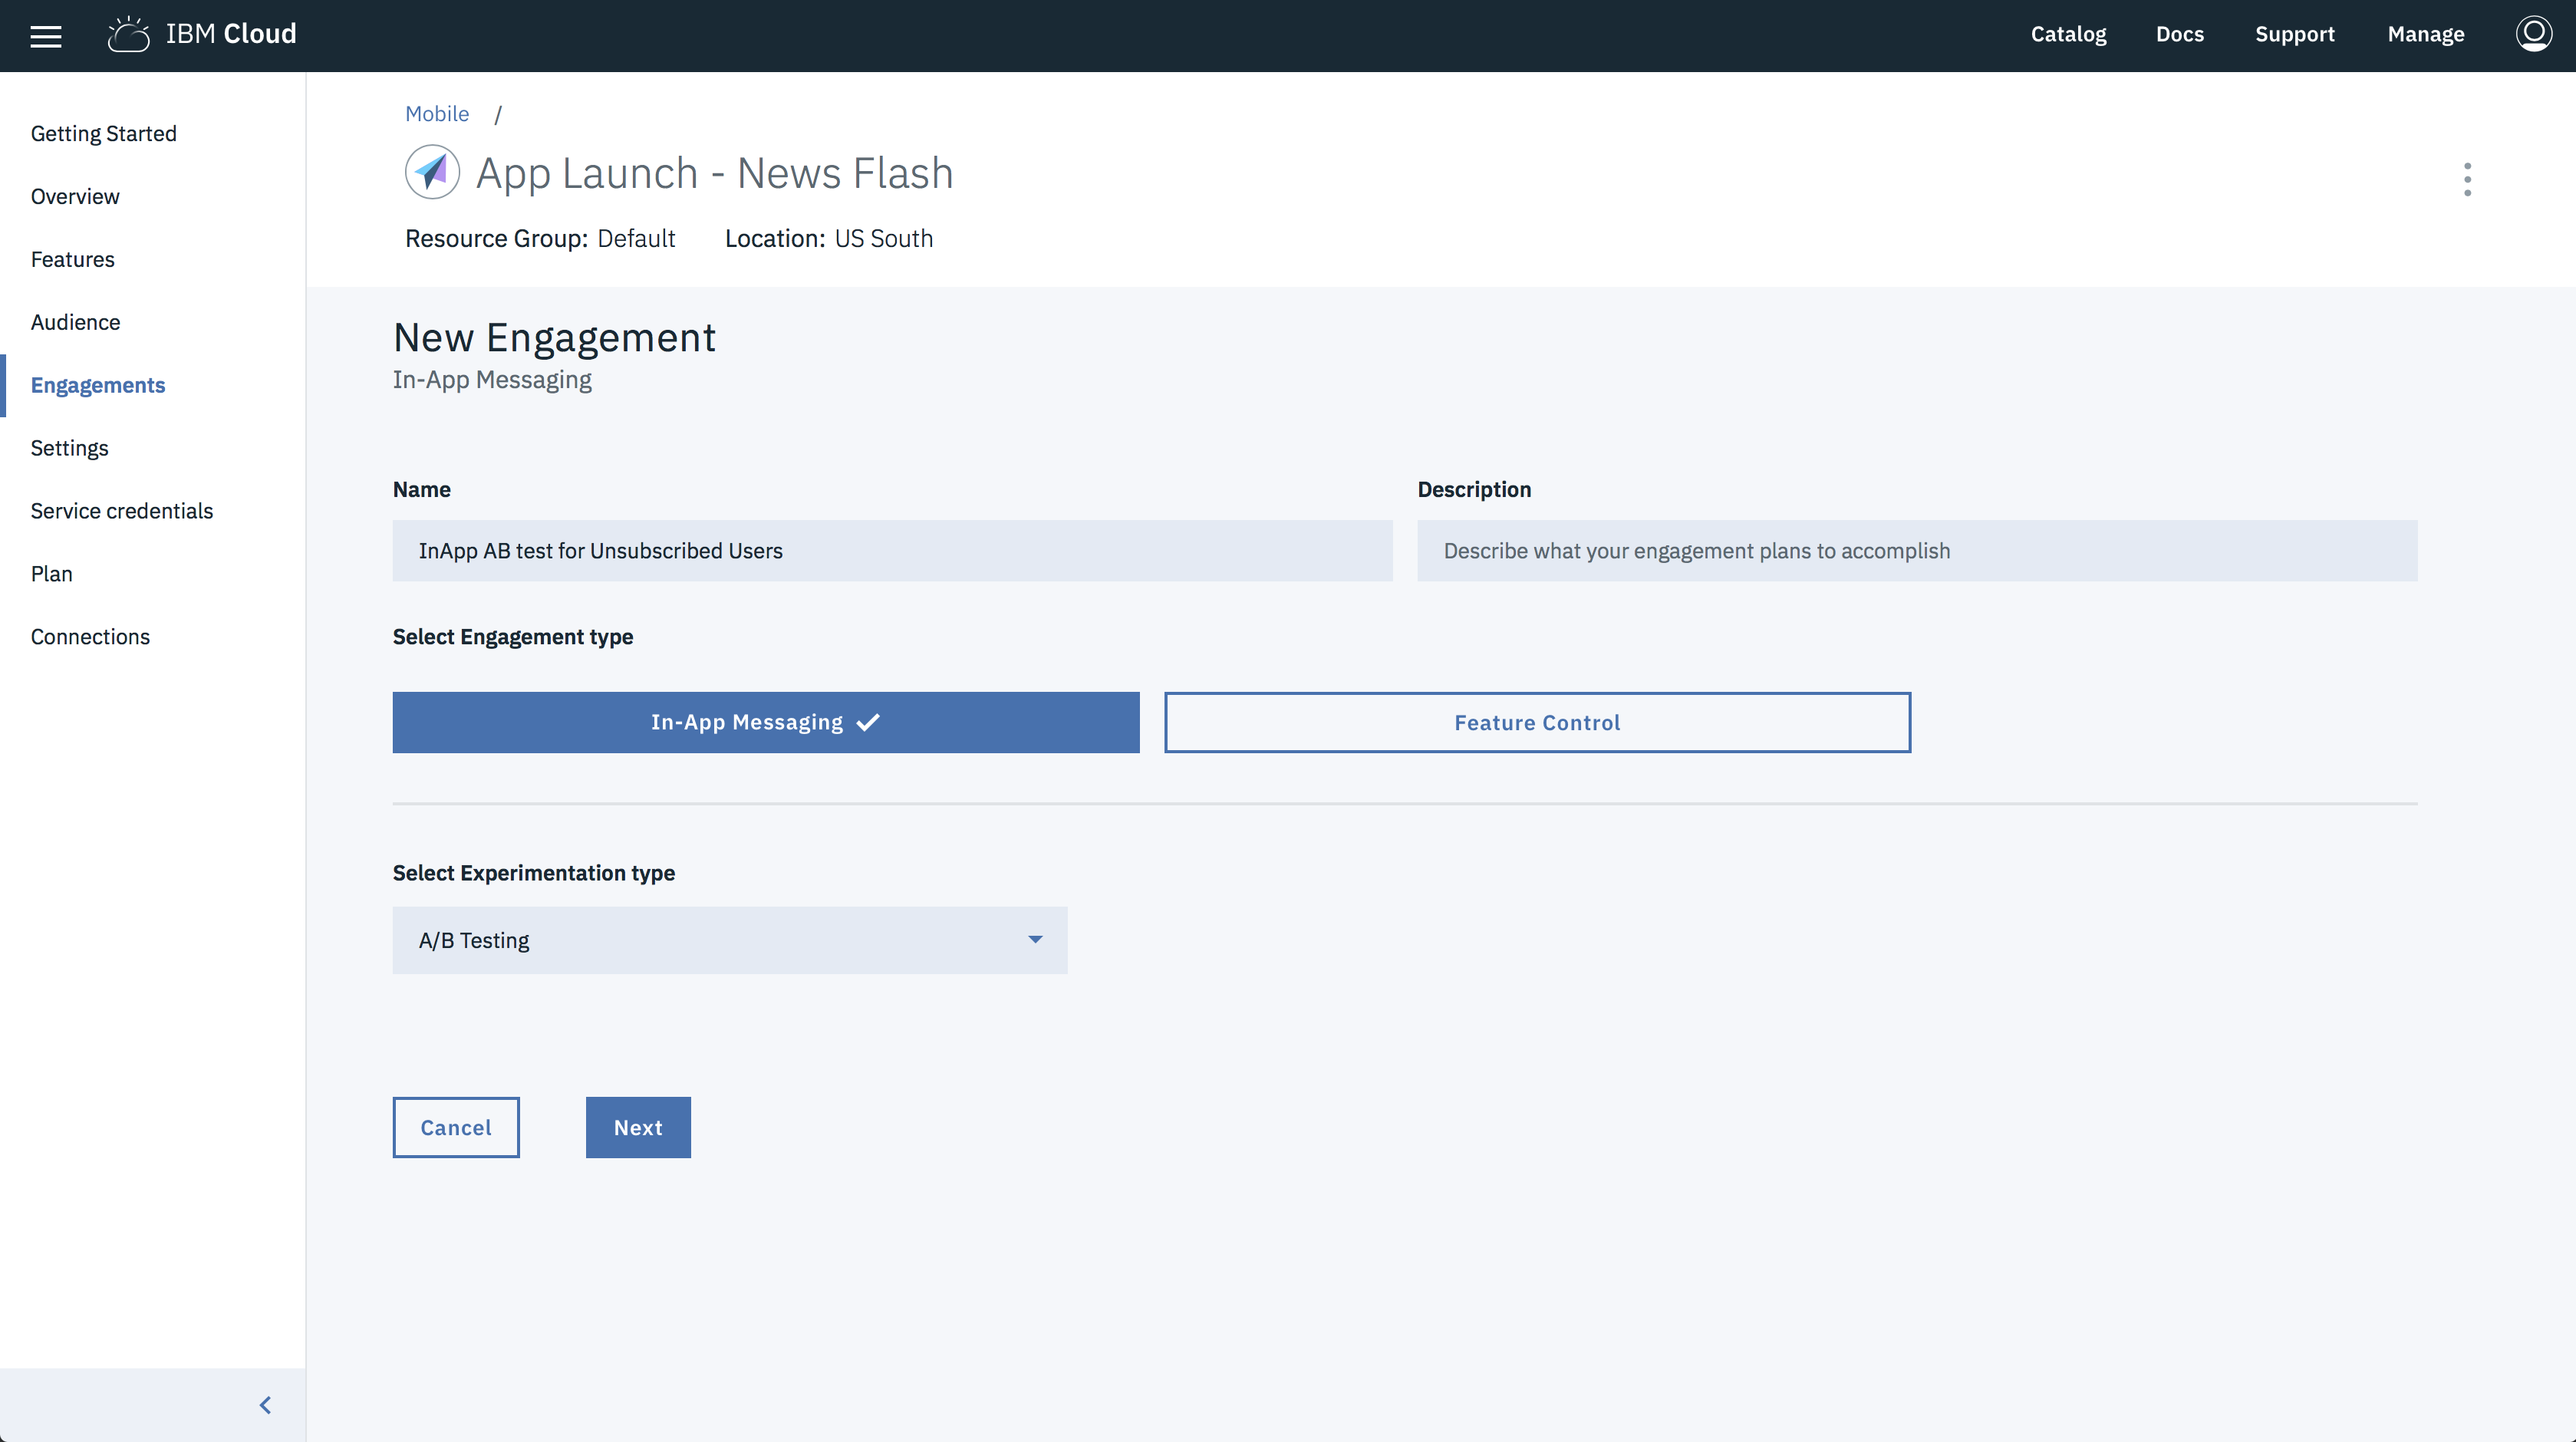 IBM Cloud
Catalog Docs Support Manage
Getting Started
Overview
Features
Audience
Engagements
Settings
Service credentials
Plan
Connections
Mobile /
App Launch - News Flash
Resource Group: Default Location: US South
New Engagement
In-App Messaging
Name Description
InApp AB test for Unsubscribed Users Describe what your engagement plans to accomplish
Select Engagement type
In-App Messaging Feature Control
Select Experimentation type
A/B Testing
Cancel Next